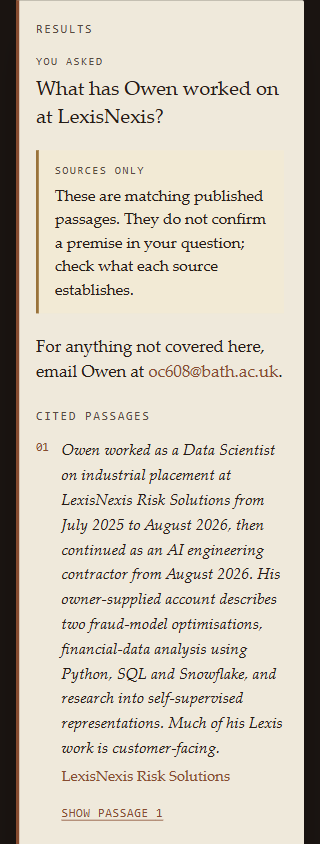 RESULTS
YOU ASKED
What has Owen worked on
at LexisNexis?
SOURCES ONLY
These are matching published
passages. They do not confirm
a premise in your question;
check what each source
establishes.
For anything not covered here,
email Owen at oc608@bath.ac.uk.
CITED PASSAGES
01 Owen worked as a Data Scientist
on industrial placement at
LexisNexis Risk Solutions from
July 2025 to August 2026, then
continued as an AI engineering
contractor from August 2026. His
owner-supplied account describes
two fraud-model optimisations,
financial-data analysis using
Python, SQL and Snowflake, and
research into self-supervised
representations. Much of his Lexis
work is customer-facing.
LexisNexis Risk Solutions
SHOW PASSAGE 1